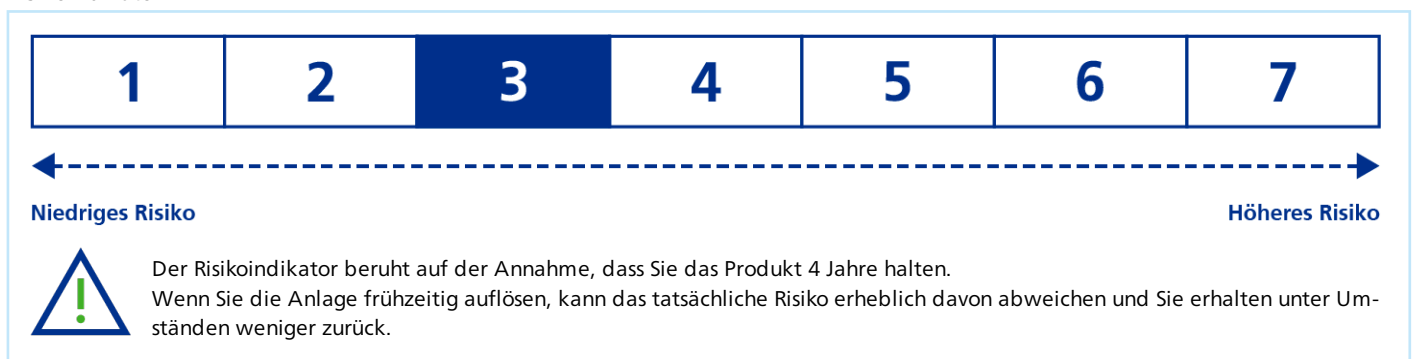 1 2 3 4 5 6 7
Niedriges Risiko Höheres Risiko
Der Risikoindikator beruht auf der Annahme, dass Sie das Produkt 4 Jahre halten.
Wenn Sie die Anlage frühzeitig auflösen, kann das tatsächliche Risiko erheblich davon abweichen und Sie erhalten unter Um-
ständen weniger zurück.